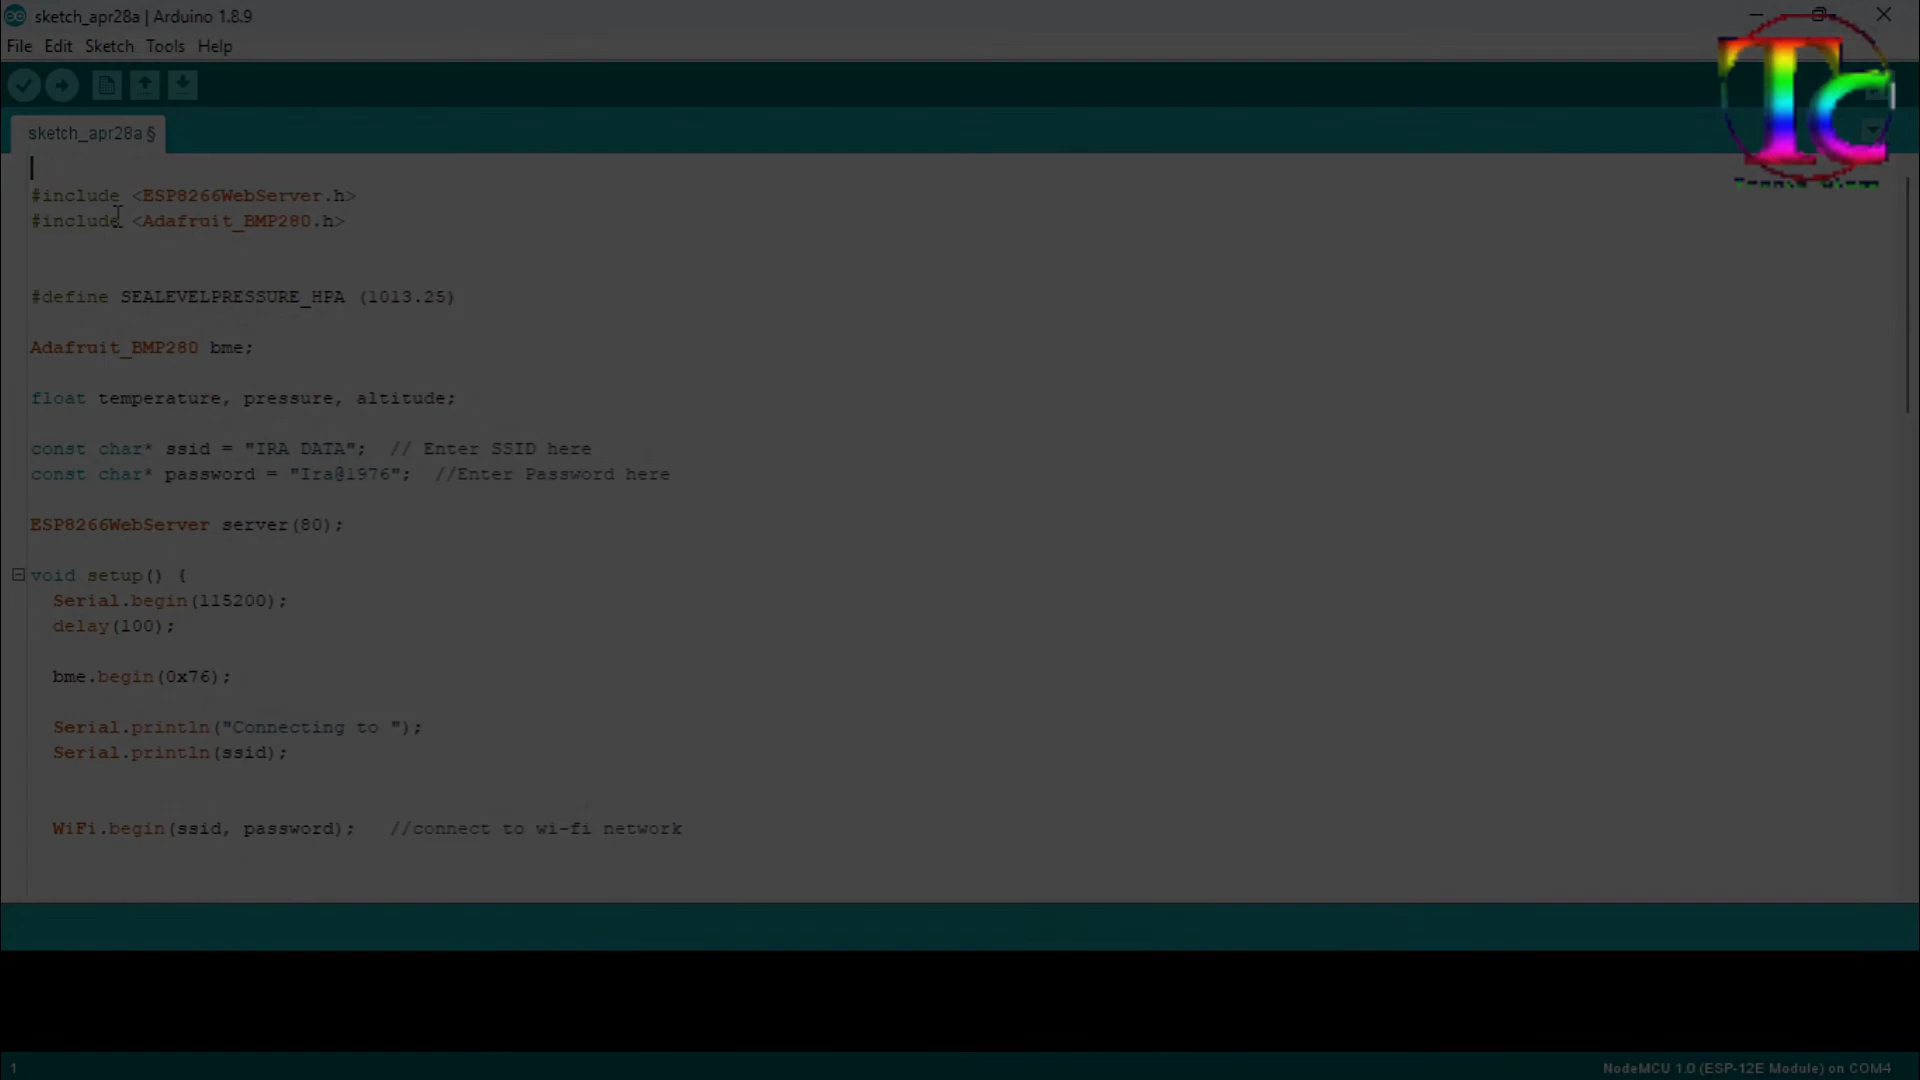 sketch_apr28a | Arduino 1.8.9
File Edit Sketch Tools Help
Tc
sketch_apr28a §
#include <ESP8266WebServer.h>
#include <Adafruit_BMP280.h>
#define SEALEVELPRESSURE_HPA (1013.25)
Adafruit_BMP280 bme;
float temperature, pressure, altitude;
const char* ssid = "IRA DATA";  // Enter SSID here
const char* password = "Ira@1976";  //Enter Password here
ESP8266WebServer server(80);
void setup() {
Serial.begin(115200);
delay(100);
bme.begin(0x76);
Serial.println("Connecting to ");
Serial.println(ssid);
WiFi.begin(ssid, password);   //connect to wi-fi network
1
NodeMCU 1.0 (ESP-12E Module) on COM4